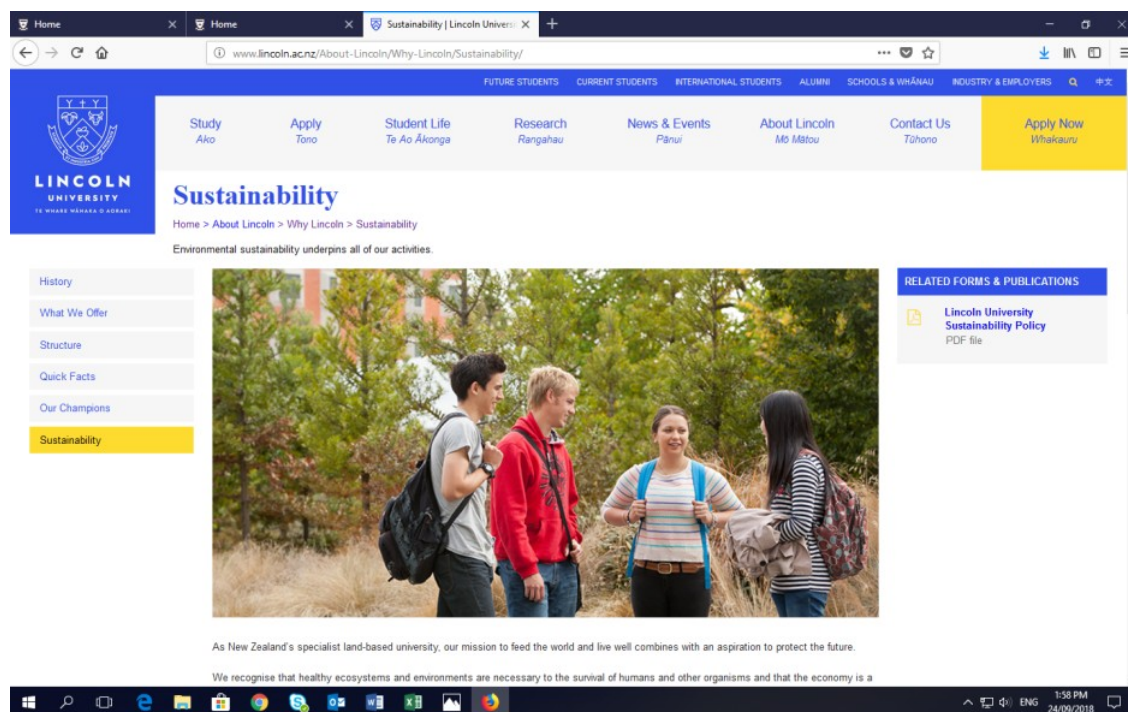 Home
Home
Sustainability | Lincoln Univers
www.lincoln.ac.nz/About-Lincoln/Why-Lincoln/Sustainability/
FUTURE STUDENTS CURRENT STUDENTS INTERNATIONAL STUDENTS ALUMNI SCHOOLS & WHĀNAU INDUSTRY & EMPLOYERS 中文
Study Apply Student Life Research News & Events About Lincoln Contact Us Apply Now
Ako Tono Te Ao Ākonga Rangahau Pānui Mō Mātou Tūhono Whakauru
LINCOLN
UNIVERSITY
TE WHARE WĀNAKA O AORAKI
Sustainability
Home > About Lincoln > Why Lincoln > Sustainability
Environmental sustainability underpins all of our activities.
History
What We Offer
Structure
Quick Facts
Our Champions
Sustainability
RELATED FORMS & PUBLICATIONS
Lincoln University
Sustainability Policy
PDF file
As New Zealand's specialist land-based university, our mission to feed the world and live well combines with an aspiration to protect the future.
We recognise that healthy ecosystems and environments are necessary to the survival of humans and other organisms and that the economy is a
ENG
1:58 PM
24/09/2018